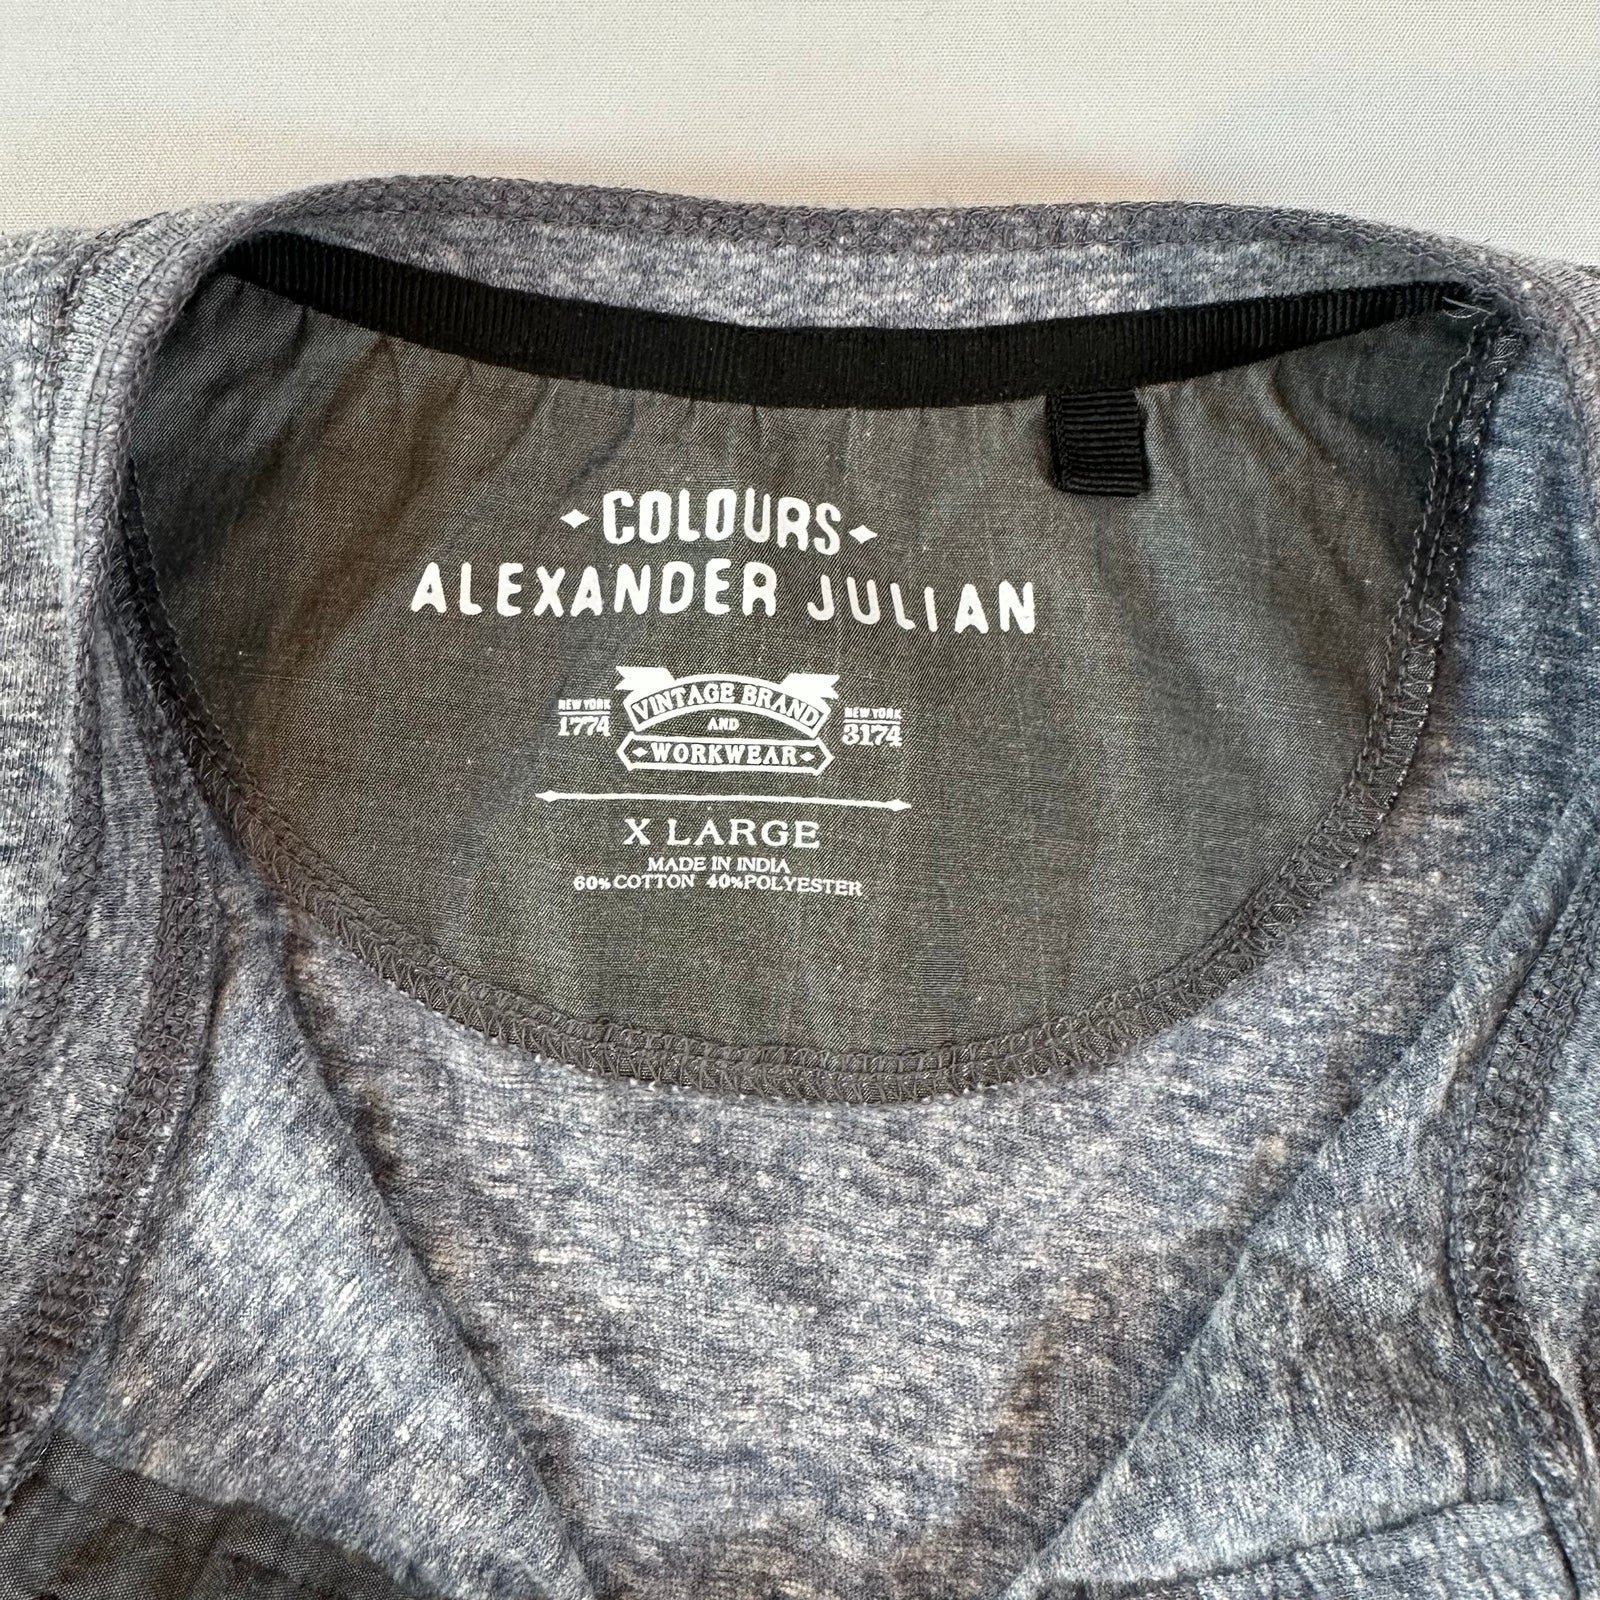 COLOURS
ALEXANDER JULIAN
NEW YORK
1774
VINTAGE BRAND
AND
WORKWEAR
NEW YORK
3174
X LARGE
MADE IN INDIA
60% COTTON 40% POLYESTER